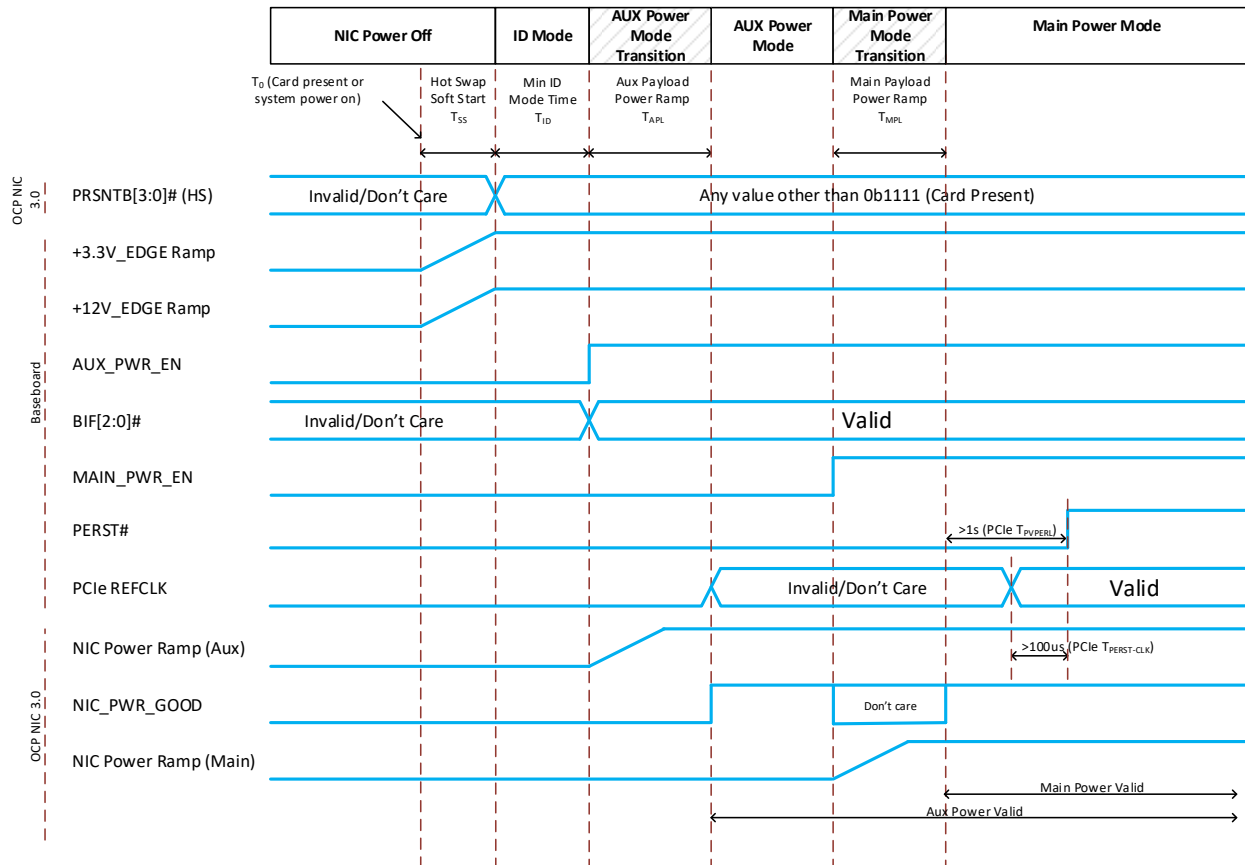 NIC Power Off
ID Mode
AUX Power
Mode
Transition
AUX Power
Mode
Main Power
Mode
Transition
Main Power Mode
T0 (Card present or
system power on)
Hot Swap
Soft Start
TSS
Min ID
Mode Time
TID
Aux Payload
Power Ramp
TAPL
Main Payload
Power Ramp
TMPL
OCP NIC
3.0
PRSNTB[3:0]# (HS)
Invalid/Don't Care
Any value other than 0b1111 (Card Present)
Baseboard
+3.3V_EDGE Ramp
+12V_EDGE Ramp
AUX_PWR_EN
BIF[2:0]#
Invalid/Don't Care
Valid
MAIN_PWR_EN
PERST#
>1s (PCIe TPVPERL)
PCIe REFCLK
Invalid/Don't Care
Valid
OCP NIC 3.0
NIC Power Ramp (Aux)
>100us (PCIe TPERST-CLK)
NIC_PWR_GOOD
Don't care
NIC Power Ramp (Main)
Main Power Valid
Aux Power Valid